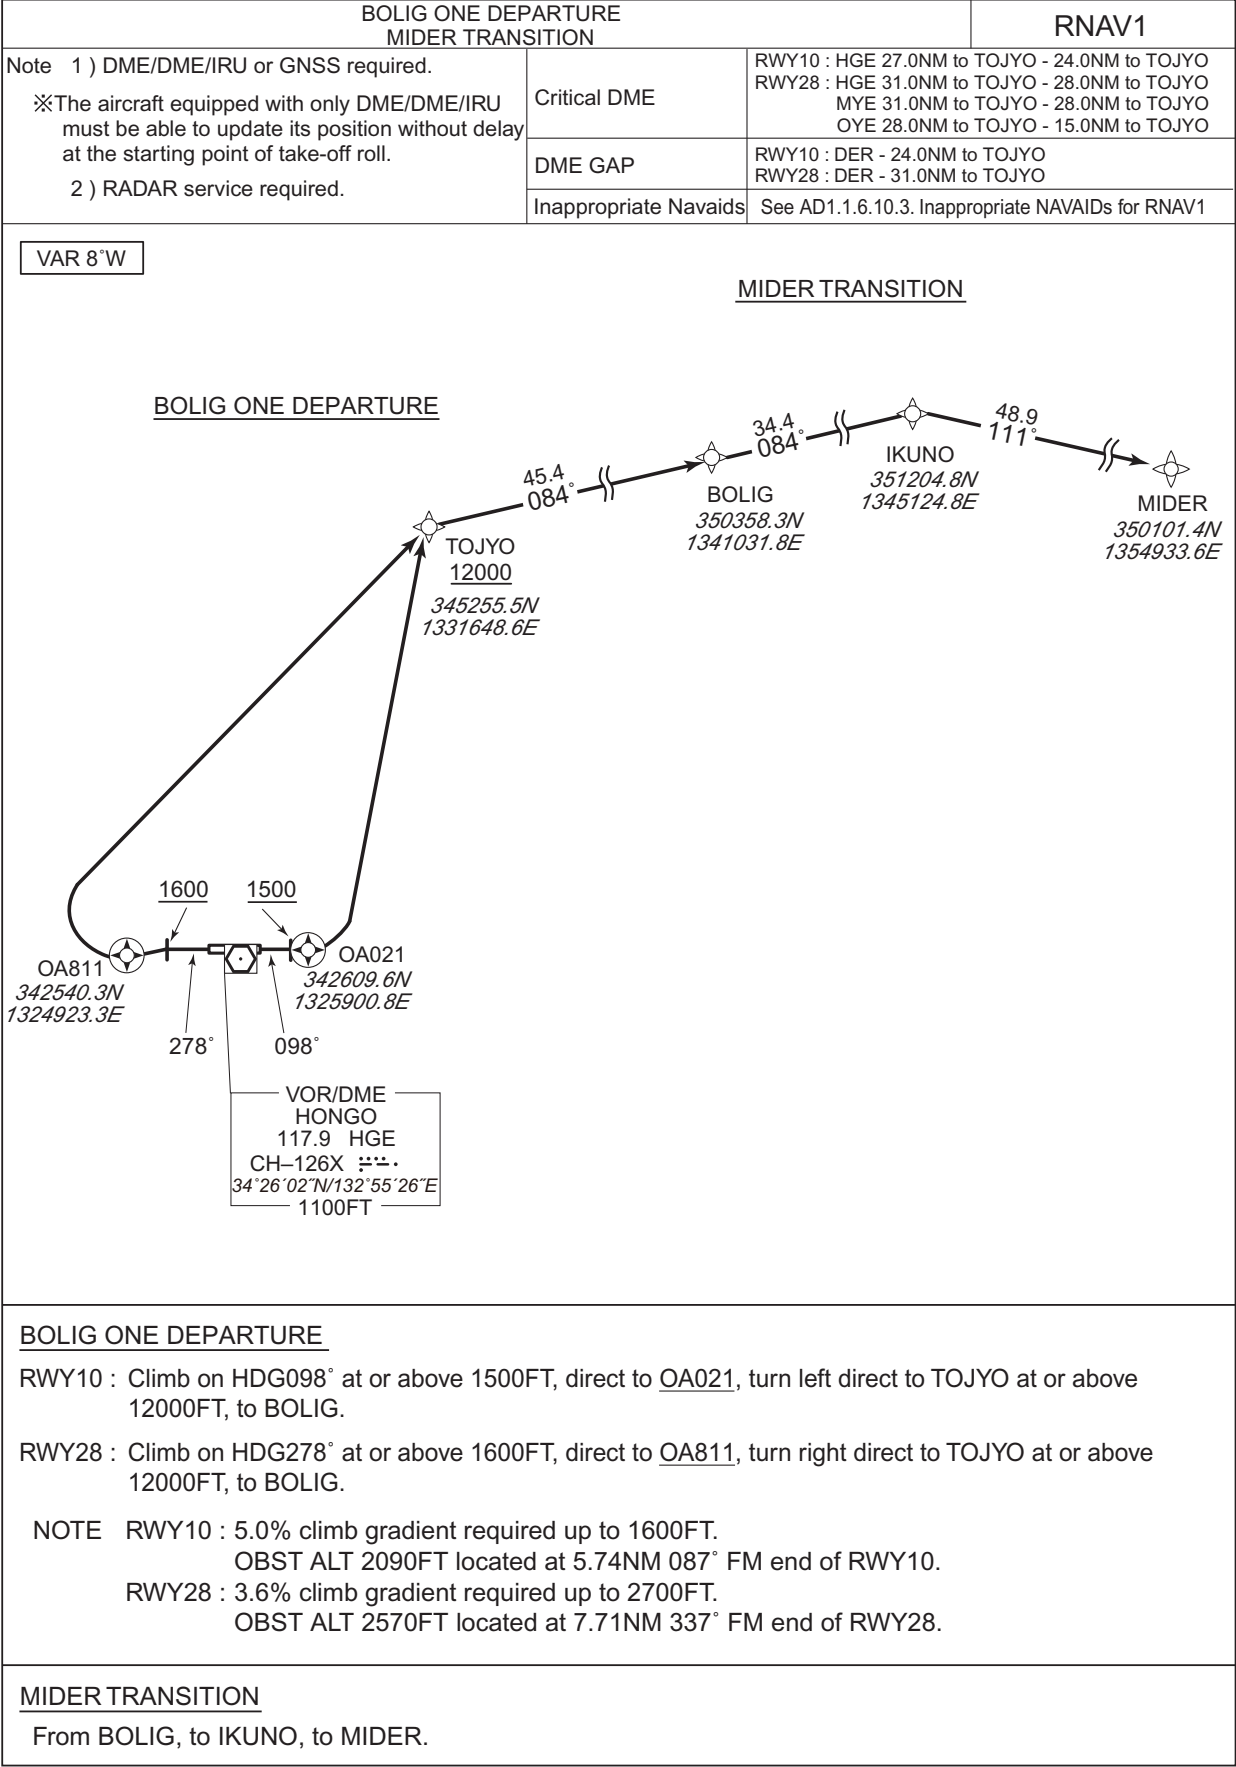 BOLIG ONE DEPARTURE
MIDER TRANSITION
RNAV1
Note 1 ) DME/DME/IRU or GNSS required.
※The aircraft equipped with only DME/DME/IRU
must be able to update its position without delay
at the starting point of take-off roll.
2 ) RADAR service required.
Critical DME
RWY10 : HGE 27.0NM to TOJYO - 24.0NM to TOJYO
RWY28 : HGE 31.0NM to TOJYO - 28.0NM to TOJYO
MYE 31.0NM to TOJYO - 28.0NM to TOJYO
OYE 28.0NM to TOJYO - 15.0NM to TOJYO
DME GAP
RWY10 : DER - 24.0NM to TOJYO
RWY28 : DER - 31.0NM to TOJYO
Inappropriate Navaids
See AD1.1.6.10.3. Inappropriate NAVAIDs for RNAV1
VAR 8˚W
MIDER TRANSITION
BOLIG ONE DEPARTURE
48.9
111˚
34.4
084˚
IKUNO
351204.8N
1345124.8E
45.4
084˚
BOLIG
350358.3N
1341031.8E
MIDER
350101.4N
1354933.6E
TOJYO
12000
345255.5N
1331648.6E
1600
1500
OA811
342540.3N
1324923.3E
OA021
342609.6N
1325900.8E
278˚
098˚
VOR/DME
HONGO
117.9 HGE
CH–126X
34˚26´02˝N/132˚55´26˝E
1100FT
BOLIG ONE DEPARTURE
RWY10 : Climb on HDG098˚ at or above 1500FT, direct to OA021, turn left direct to TOJYO at or above
12000FT, to BOLIG.
RWY28 : Climb on HDG278˚ at or above 1600FT, direct to OA811, turn right direct to TOJYO at or above
12000FT, to BOLIG.
NOTE RWY10 : 5.0% climb gradient required up to 1600FT.
OBST ALT 2090FT located at 5.74NM 087˚ FM end of RWY10.
RWY28 : 3.6% climb gradient required up to 2700FT.
OBST ALT 2570FT located at 7.71NM 337˚ FM end of RWY28.
MIDER TRANSITION
From BOLIG, to IKUNO, to MIDER.